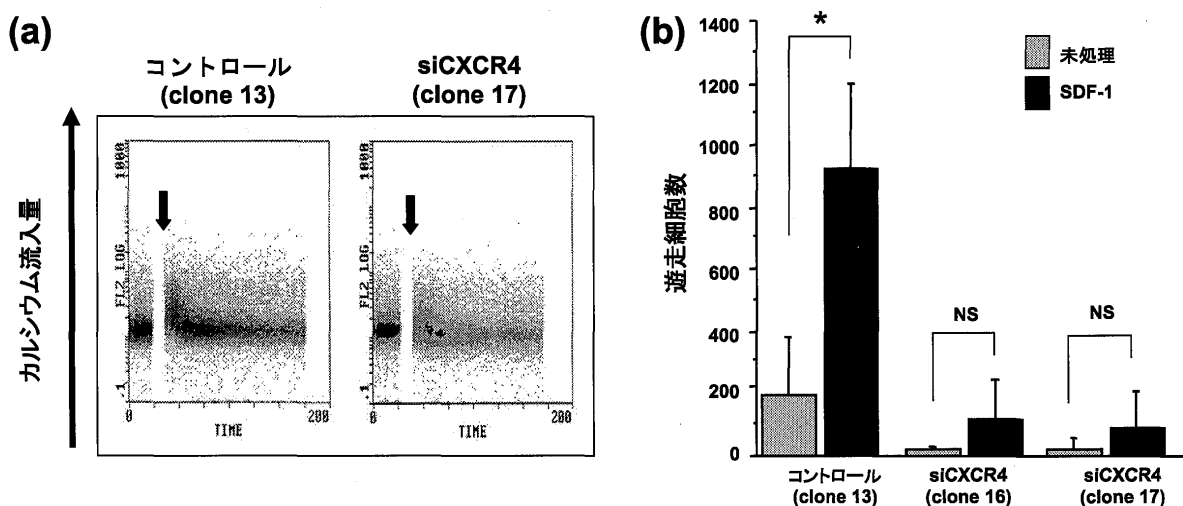 (a)
コントロール
(clone 13)
siCXCR4
(clone 17)
カルシウム流入量
1000
FL2 LOG
.1
0
200
TIME
1000
FL2 LOG
.1
0
200
TIME
(b)
1400
1200
1000
900
800
600
400
200
0
遊走細胞数
*
NS
NS
未処理
SDF-1
コントロール
(clone 13)
siCXCR4
(clone 16)
siCXCR4
(clone 17)